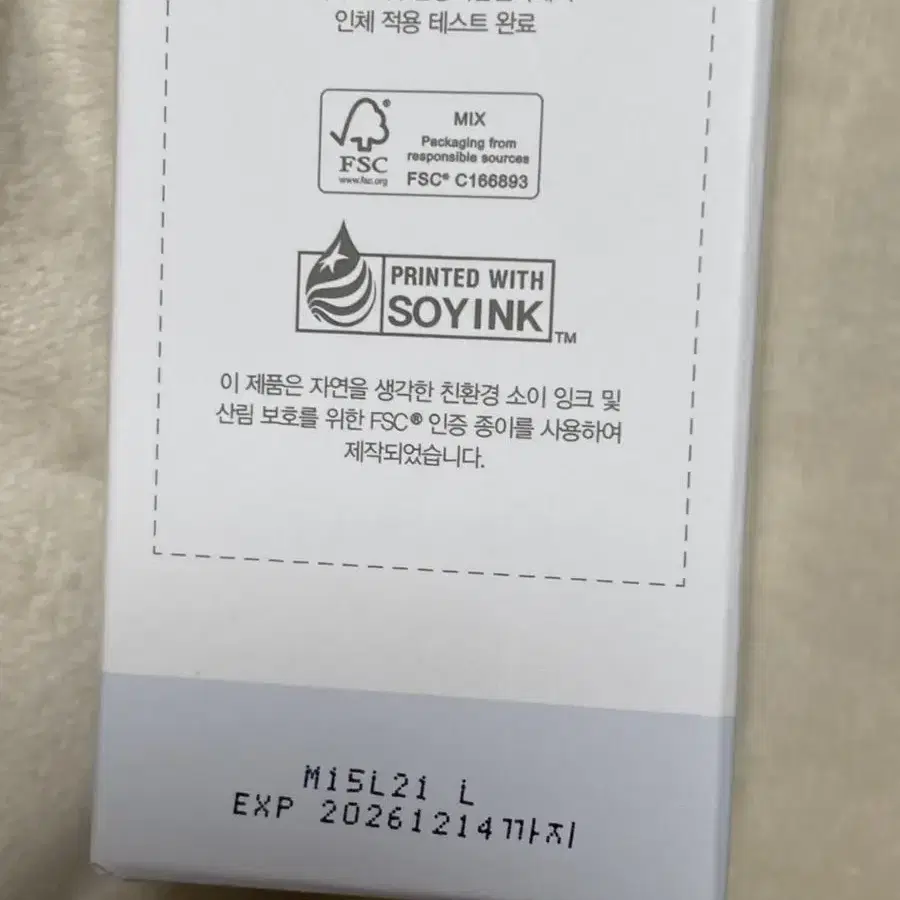 인체 적용 테스트 완료
FSC
www.fsc.org
MIX
Packaging from
responsible sources
FSC® C166893
PRINTED WITH
SOY INK
TM
이 제품은 자연을 생각한 친환경 소이 잉크 및
산림 보호를 위한 FSC® 인증 종이를 사용하여
제작되었습니다.
M15L21 L
EXP 20261214까지